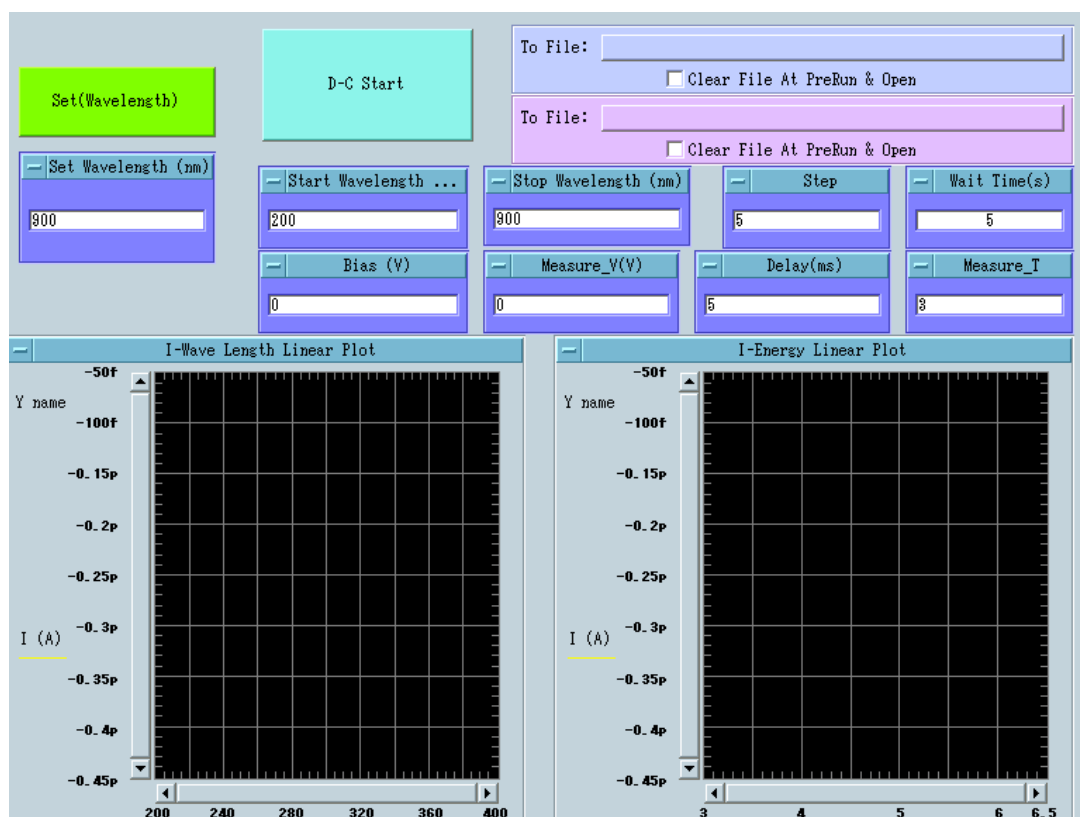 To File:
D-C Start
Clear File At PreRun & Open
Set(Wavelength)
To File:
Clear File At PreRun & Open
Set Wavelength (nm)
Start Wavelength ...
Stop Wavelength (nm)
Step
Wait Time(s)
900
200
900
5
5
Bias (V)
Measure_V(V)
Delay(ms)
Measure_T
0
0
5
3
I-Wave Length Linear Plot
-50f
Y name
-100f
-0.15p
-0.2p
-0.25p
-0.3p
I (A)
-0.35p
-0.4p
-0.45p
200 240 280 320 360 400
I-Energy Linear Plot
-50f
Y name
-100f
-0.15p
-0.2p
-0.25p
-0.3p
I (A)
-0.35p
-0.4p
-0.45p
3 4 5 6 6.5